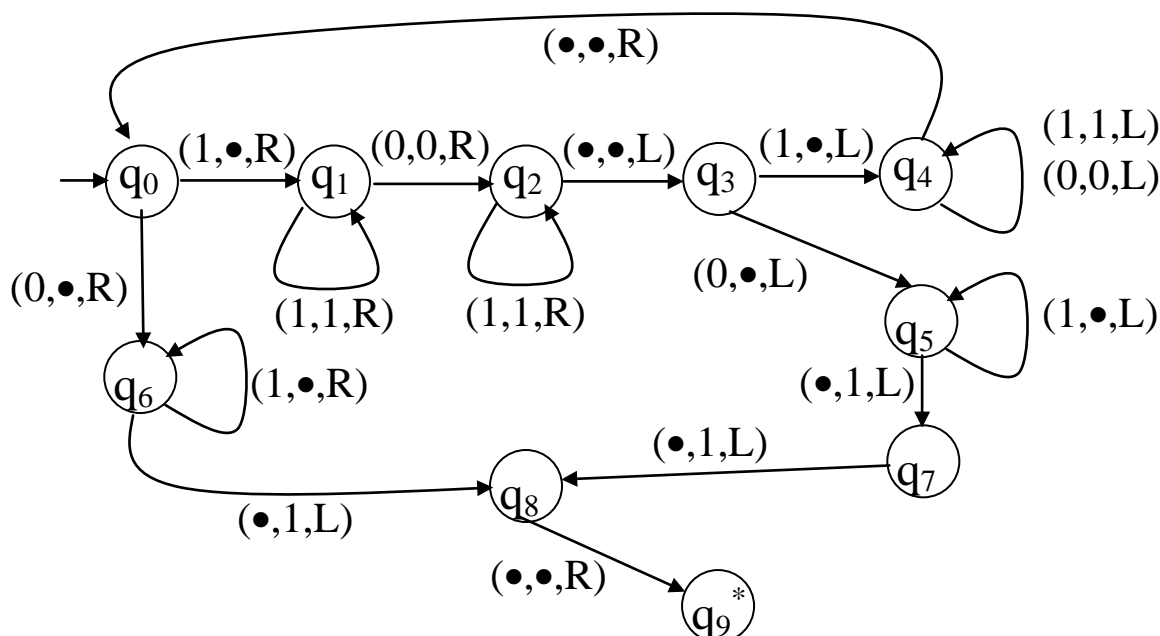 (●,●,R)
(1,1,L)
(0,0,L)
(1,●,R)
(0,0,R)
(●,●,L)
(1,●,L)
q₀
q₁
q₂
q₃
q₄
(0,●,R)
(1,1,R)
(1,1,R)
(0,●,L)
q₅
(1,●,L)
q₆
(1,●,R)
(●,1,L)
(●,1,L)
q₇
q₈
(●,1,L)
(●,●,R)
q₉*